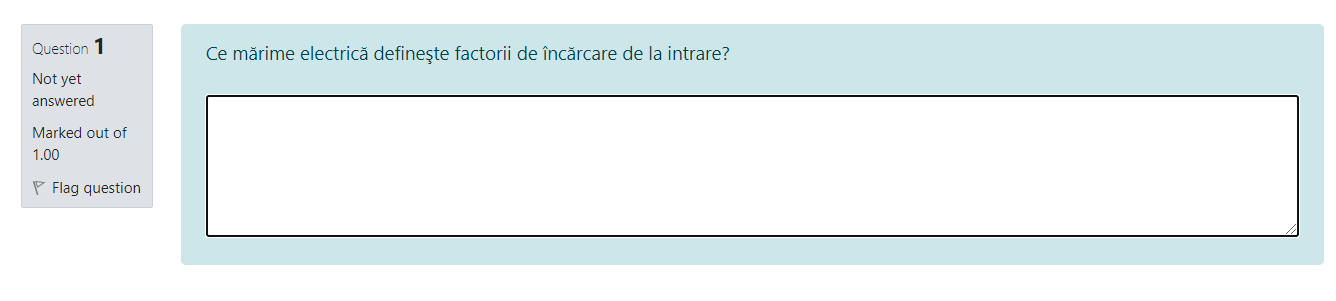 Question 1
Not yet
answered
Marked out of
1.00
Flag question
Ce mărime electrică defineşte factorii de încărcare de la intrare?